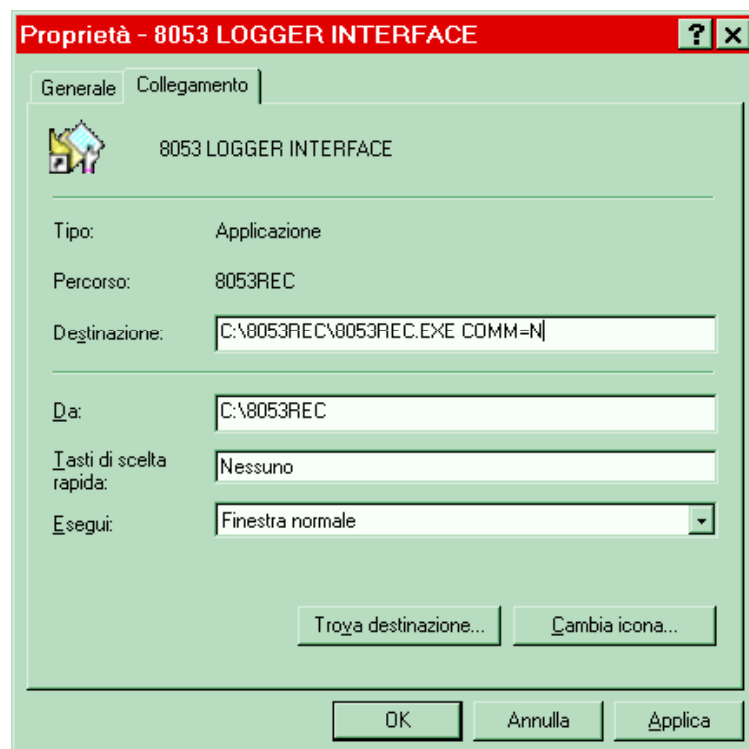 Proprietà - 8053 LOGGER INTERFACE
Generale
Collegamento
8053 LOGGER INTERFACE
Tipo: Applicazione
Percorso: 8053REC
Destinazione: C:\8053REC\8053REC.EXE COMM=N
Da: C:\8053REC
Tasti di scelta rapida: Nessuno
Esegui: Finestra normale
Trova destinazione...
Cambia icona...
OK
Annulla
Applica